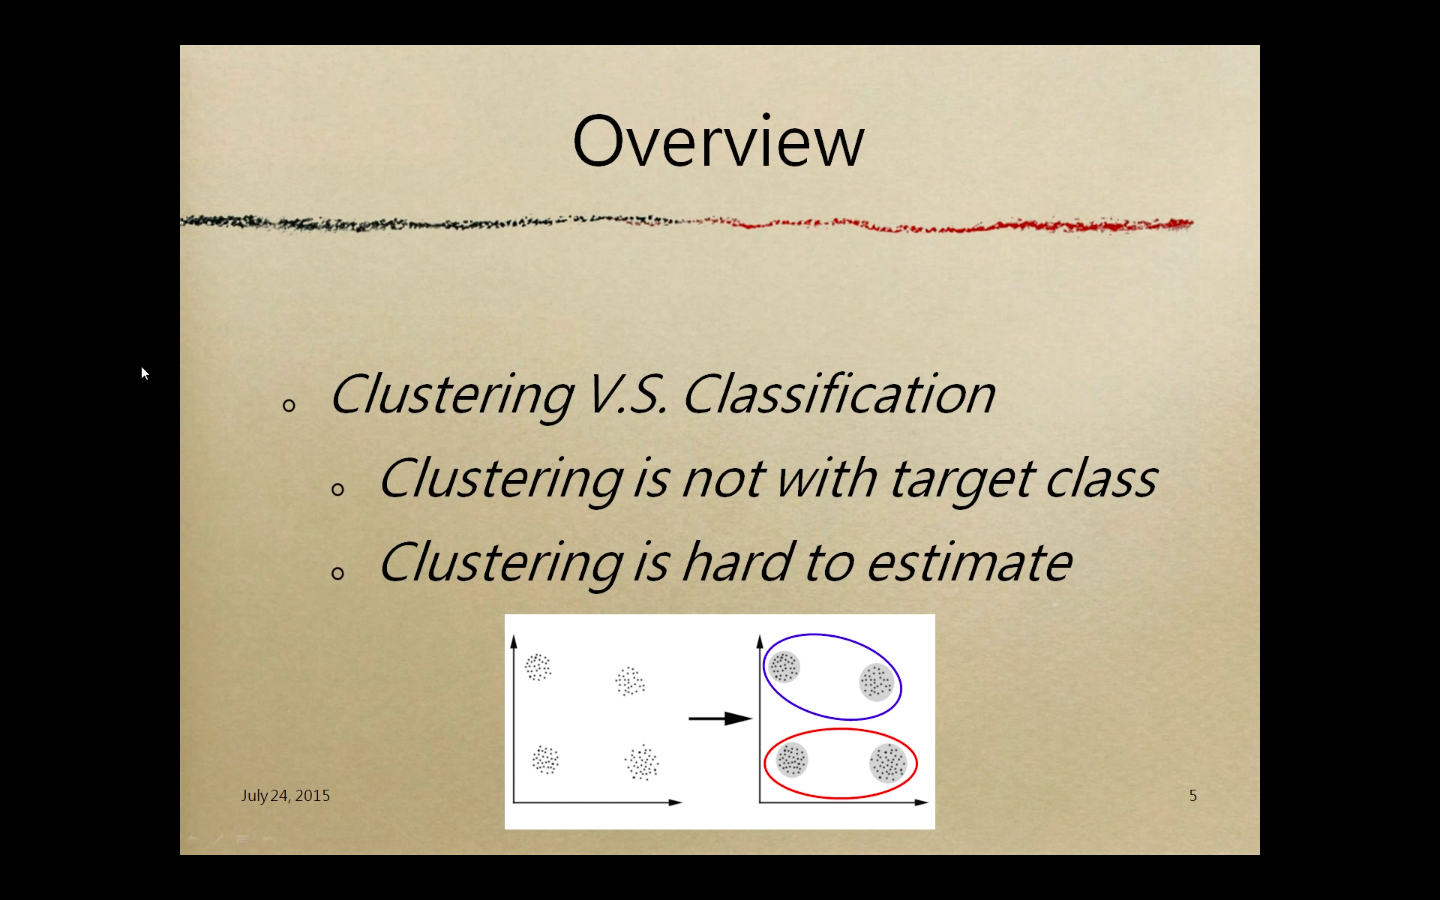 Overview
Clustering V.S. Classification
Clustering is not with target class
Clustering is hard to estimate
July 24, 2015
5